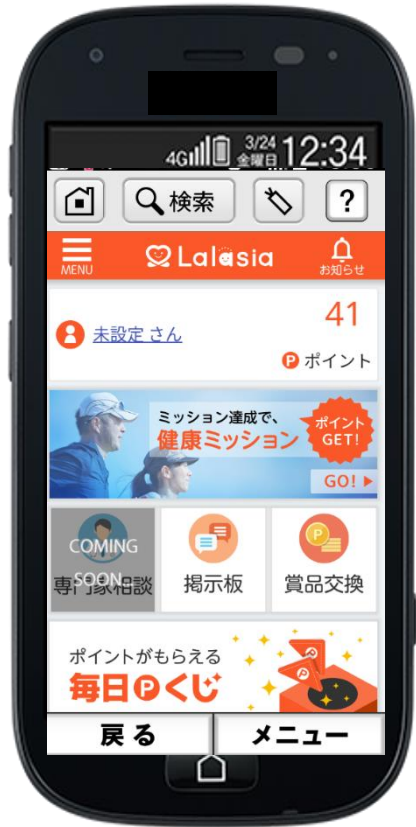 4G 3/24 金曜日 12:34
検索 ?
MENU Lalasia お知らせ
未設定 さん
41
P ポイント
ミッション達成で、
健康ミッション
ポイント
GET!
GO!
COMING
SOON...
専門家相談 掲示板 賞品交換
ポイントがもらえる
毎日Pくじ
戻る メニュー